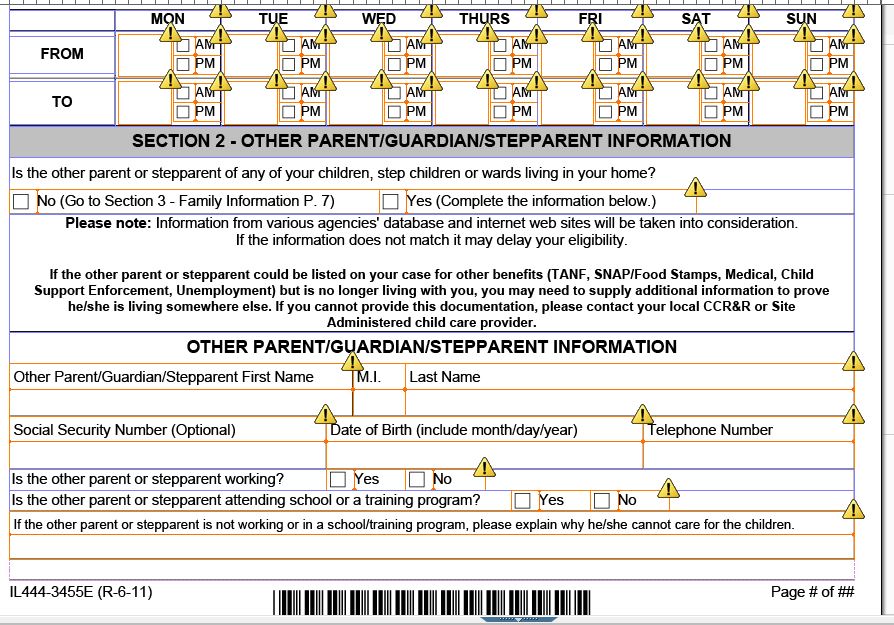 MON TUE WED THURS FRI SAT SUN
FROM AM AM AM AM AM AM AM
PM PM PM PM PM PM PM
TO AM AM AM AM AM AM AM
PM PM PM PM PM PM PM
SECTION 2 - OTHER PARENT/GUARDIAN/STEPPARENT INFORMATION
Is the other parent or stepparent of any of your children, step children or wards living in your home?
No (Go to Section 3 - Family Information P. 7) Yes (Complete the information below.)
Please note: Information from various agencies' database and internet web sites will be taken into consideration.
If the information does not match it may delay your eligibility.
If the other parent or stepparent could be listed on your case for other benefits (TANF, SNAP/Food Stamps, Medical, Child
Support Enforcement, Unemployment) but is no longer living with you, you may need to supply additional information to prove
he/she is living somewhere else. If you cannot provide this documentation, please contact your local CCR&R or Site
Administered child care provider.
OTHER PARENT/GUARDIAN/STEPPARENT INFORMATION
Other Parent/Guardian/Stepparent First Name M.I. Last Name
Social Security Number (Optional) Date of Birth (include month/day/year) Telephone Number
Is the other parent or stepparent working? Yes No
Is the other parent or stepparent attending school or a training program? Yes No
If the other parent or stepparent is not working or in a school/training program, please explain why he/she cannot care for the children.
IL444-3455E (R-6-11) Page # of ##